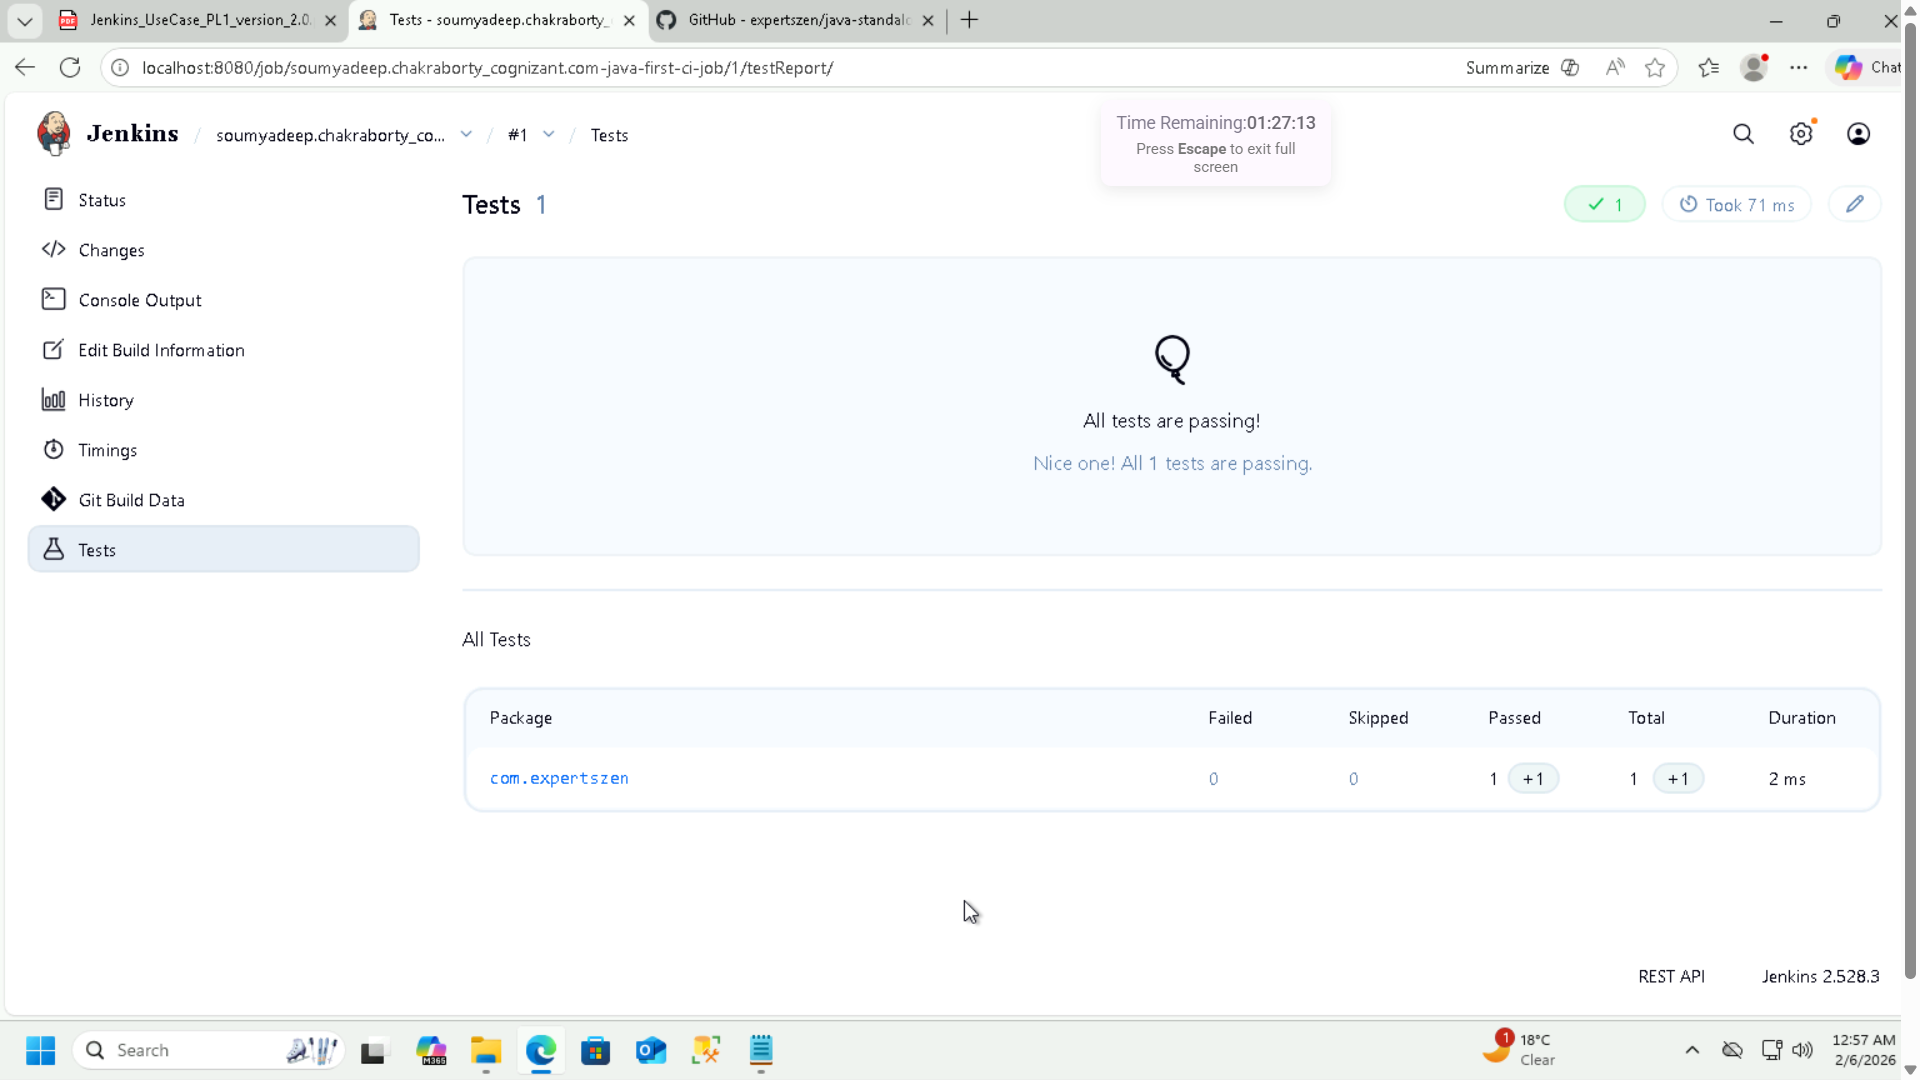 Jenkins_UseCase_PL1_version_2.0.
Tests - soumyadeep.chakraborty_
GitHub - expertszen/java-standalo
localhost:8080/job/soumyadeep.chakraborty_cognizant.com-java-first-ci-job/1/testReport/
Summarize
Chat
Jenkins / soumyadeep.chakraborty_co... / #1 / Tests
Time Remaining:01:27:13
Press Escape to exit full
screen
Status
Changes
Console Output
Edit Build Information
History
Timings
Git Build Data
Tests
Tests 1
1
Took 71 ms
All tests are passing!
Nice one! All 1 tests are passing.
All Tests
Package Failed Skipped Passed Total Duration
com.expertszen 0 0 1 +1 1 +1 2 ms
REST API
Jenkins 2.528.3
Search
M365
1
18°C
Clear
12:57 AM
2/6/2026